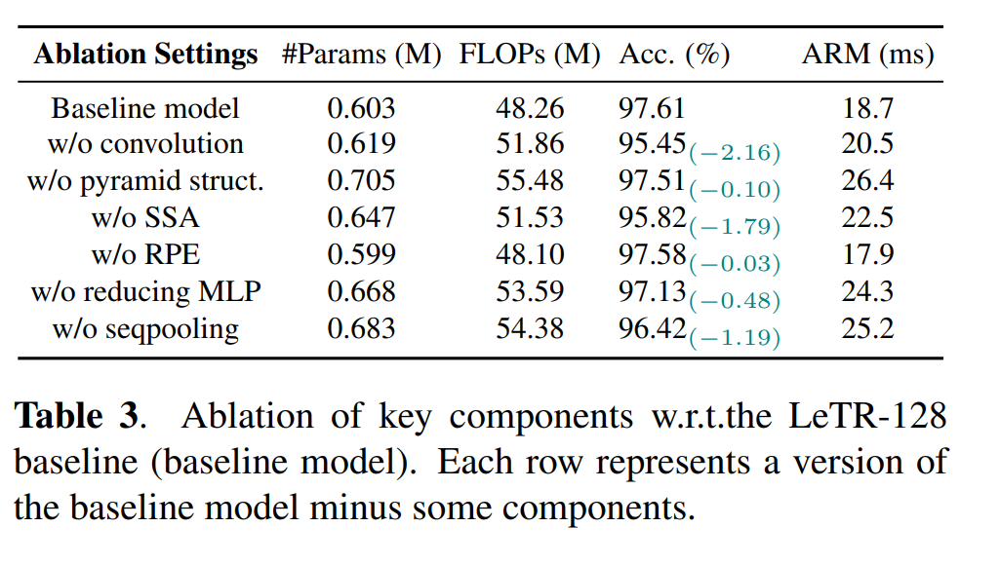 Ablation Settings #Params (M) FLOPs (M) Acc. (%) ARM (ms)
Baseline model 0.603 48.26 97.61 18.7
w/o convolution 0.619 51.86 95.45(−2.16) 20.5
w/o pyramid struct. 0.705 55.48 97.51(−0.10) 26.4
w/o SSA 0.647 51.53 95.82(−1.79) 22.5
w/o RPE 0.599 48.10 97.58(−0.03) 17.9
w/o reducing MLP 0.668 53.59 97.13(−0.48) 24.3
w/o seqpooling 0.683 54.38 96.42(−1.19) 25.2
Table 3. Ablation of key components w.r.t.the LeTR-128
baseline (baseline model). Each row represents a version of
the baseline model minus some components.